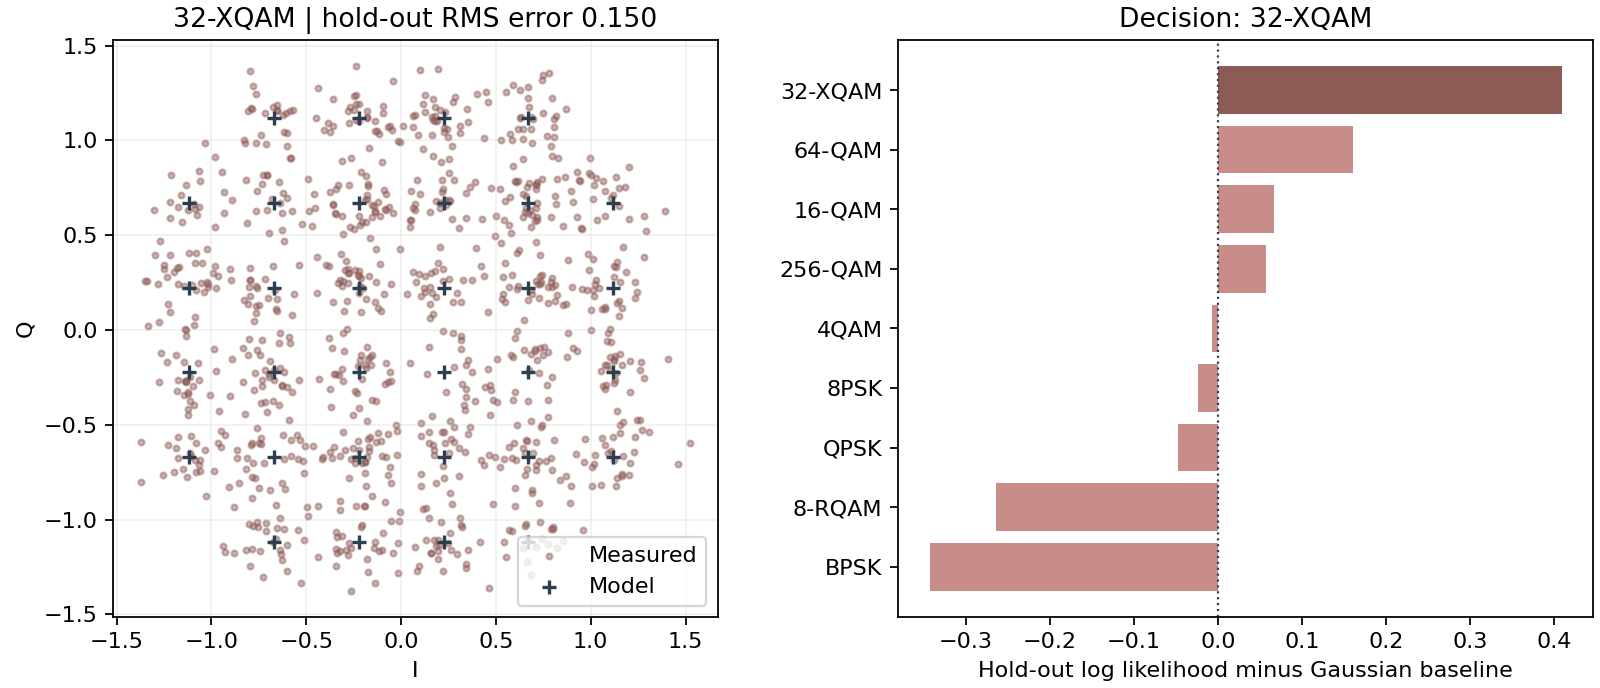 32-XQAM | hold-out RMS error 0.150
1.5
1.0
0.5
0.0
−0.5
−1.0
−1.5
Q
−1.5
−1.0
−0.5
0.0
0.5
1.0
1.5
I
Measured
Model
Decision: 32-XQAM
32-XQAM
64-QAM
16-QAM
256-QAM
4QAM
8PSK
QPSK
8-RQAM
BPSK
−0.3
−0.2
−0.1
0.0
0.1
0.2
0.3
0.4
Hold-out log likelihood minus Gaussian baseline